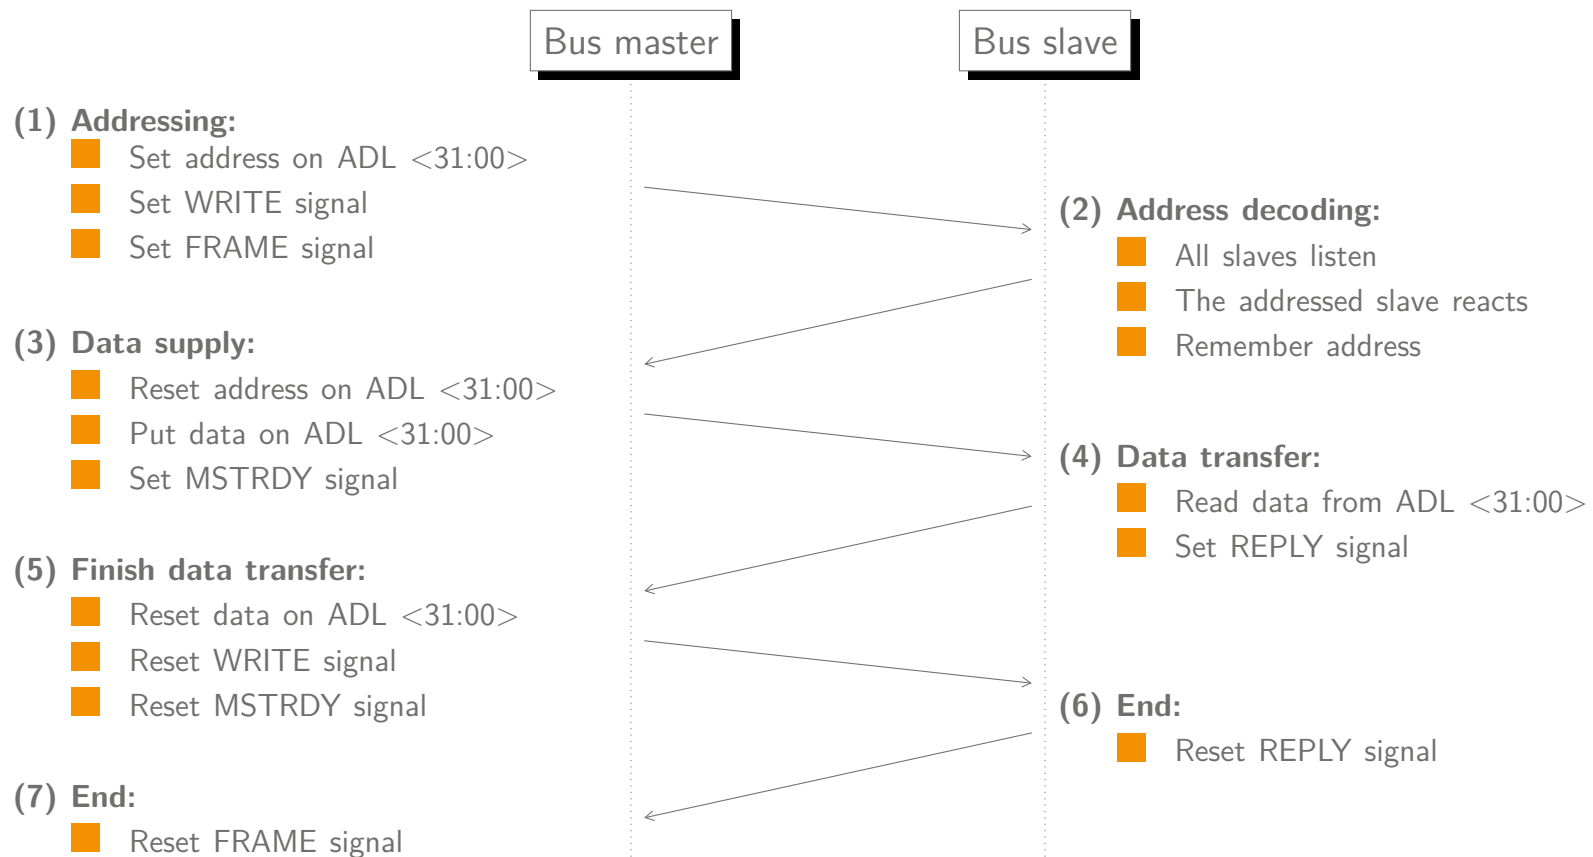 Bus master
Bus slave
(1) Addressing:
Set address on ADL <31:00>
Set WRITE signal
Set FRAME signal
(2) Address decoding:
All slaves listen
The addressed slave reacts
Remember address
(3) Data supply:
Reset address on ADL <31:00>
Put data on ADL <31:00>
Set MSTRDY signal
(4) Data transfer:
Read data from ADL <31:00>
Set REPLY signal
(5) Finish data transfer:
Reset data on ADL <31:00>
Reset WRITE signal
Reset MSTRDY signal
(6) End:
Reset REPLY signal
(7) End:
Reset FRAME signal